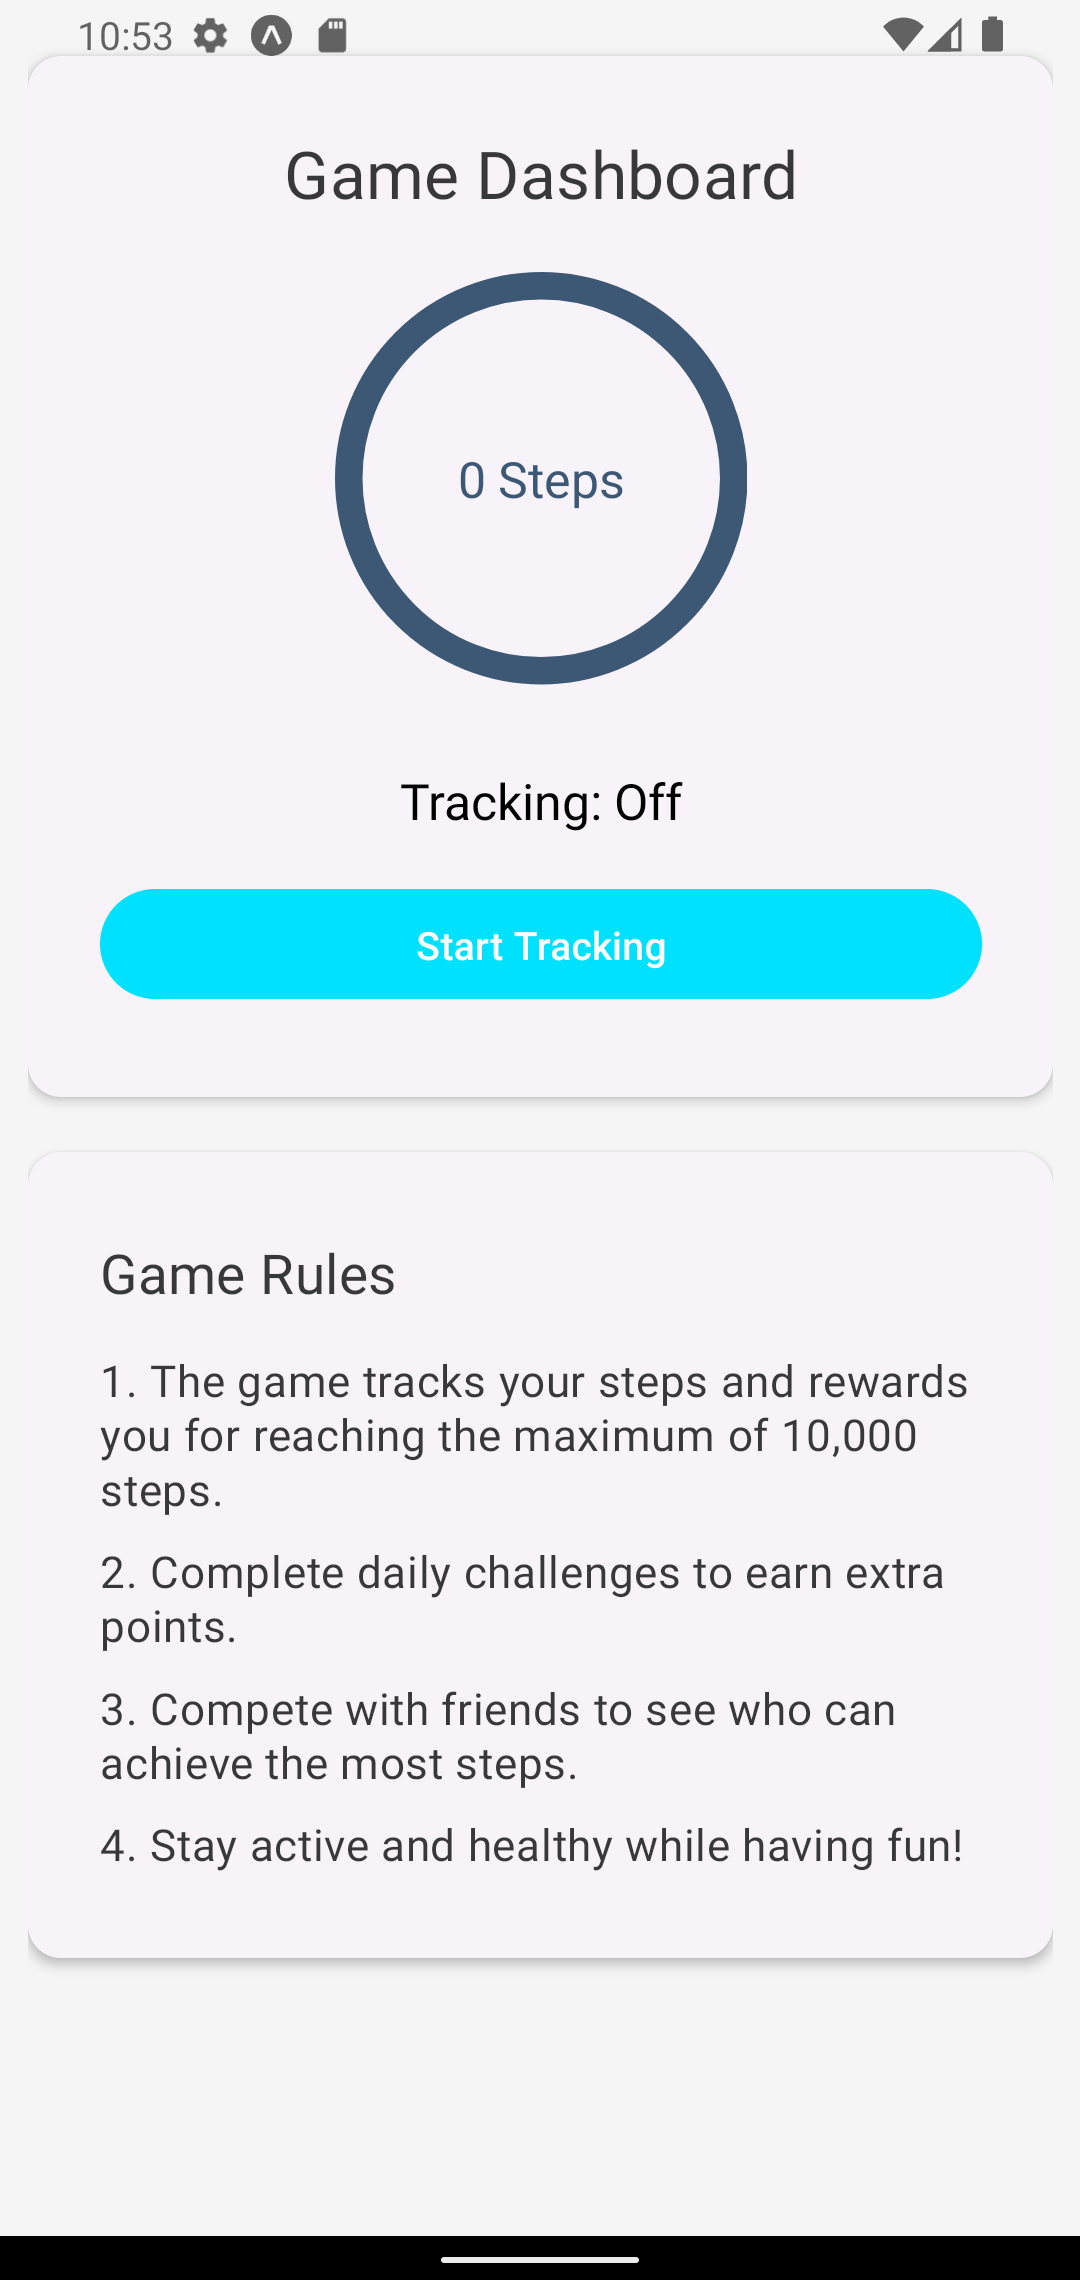 10:53
Game Dashboard
0 Steps
Tracking: Off
Start Tracking
Game Rules
1. The game tracks your steps and rewards
you for reaching the maximum of 10,000
steps.
2. Complete daily challenges to earn extra
points.
3. Compete with friends to see who can
achieve the most steps.
4. Stay active and healthy while having fun!